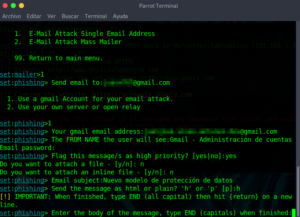 Parrot Terminal
Archivo Editar Ver Buscar Terminal Ayuda
1. E-Mail Attack Single Email Address
2. E-Mail Attack Mass Mailer
99. Return to main menu.
set:mailer>1
set:phishing> Send email to: @gmail.com
1. Use a gmail Account for your email attack.
2. Use your own server or open relay
set:phishing>1
set:phishing> Your gmail email address: @gmail.com
set:phishing> The FROM NAME the user will see:Gmail - Administración de cuentas
Email password:
set:phishing> Flag this message/s as high priority? [yes|no]:yes
Do you want to attach a file - [y/n]: n
Do you want to attach an inline file - [y/n]: n
set:phishing> Email subject:Nuevo modelo de protección de datos
set:phishing> Send the message as html or plain? 'h' or 'p' [p]:h
[!] IMPORTANT: When finished, type END (all capital) then hit {return} on a new
line.
set:phishing> Enter the body of the message, type END (capitals) when finished: